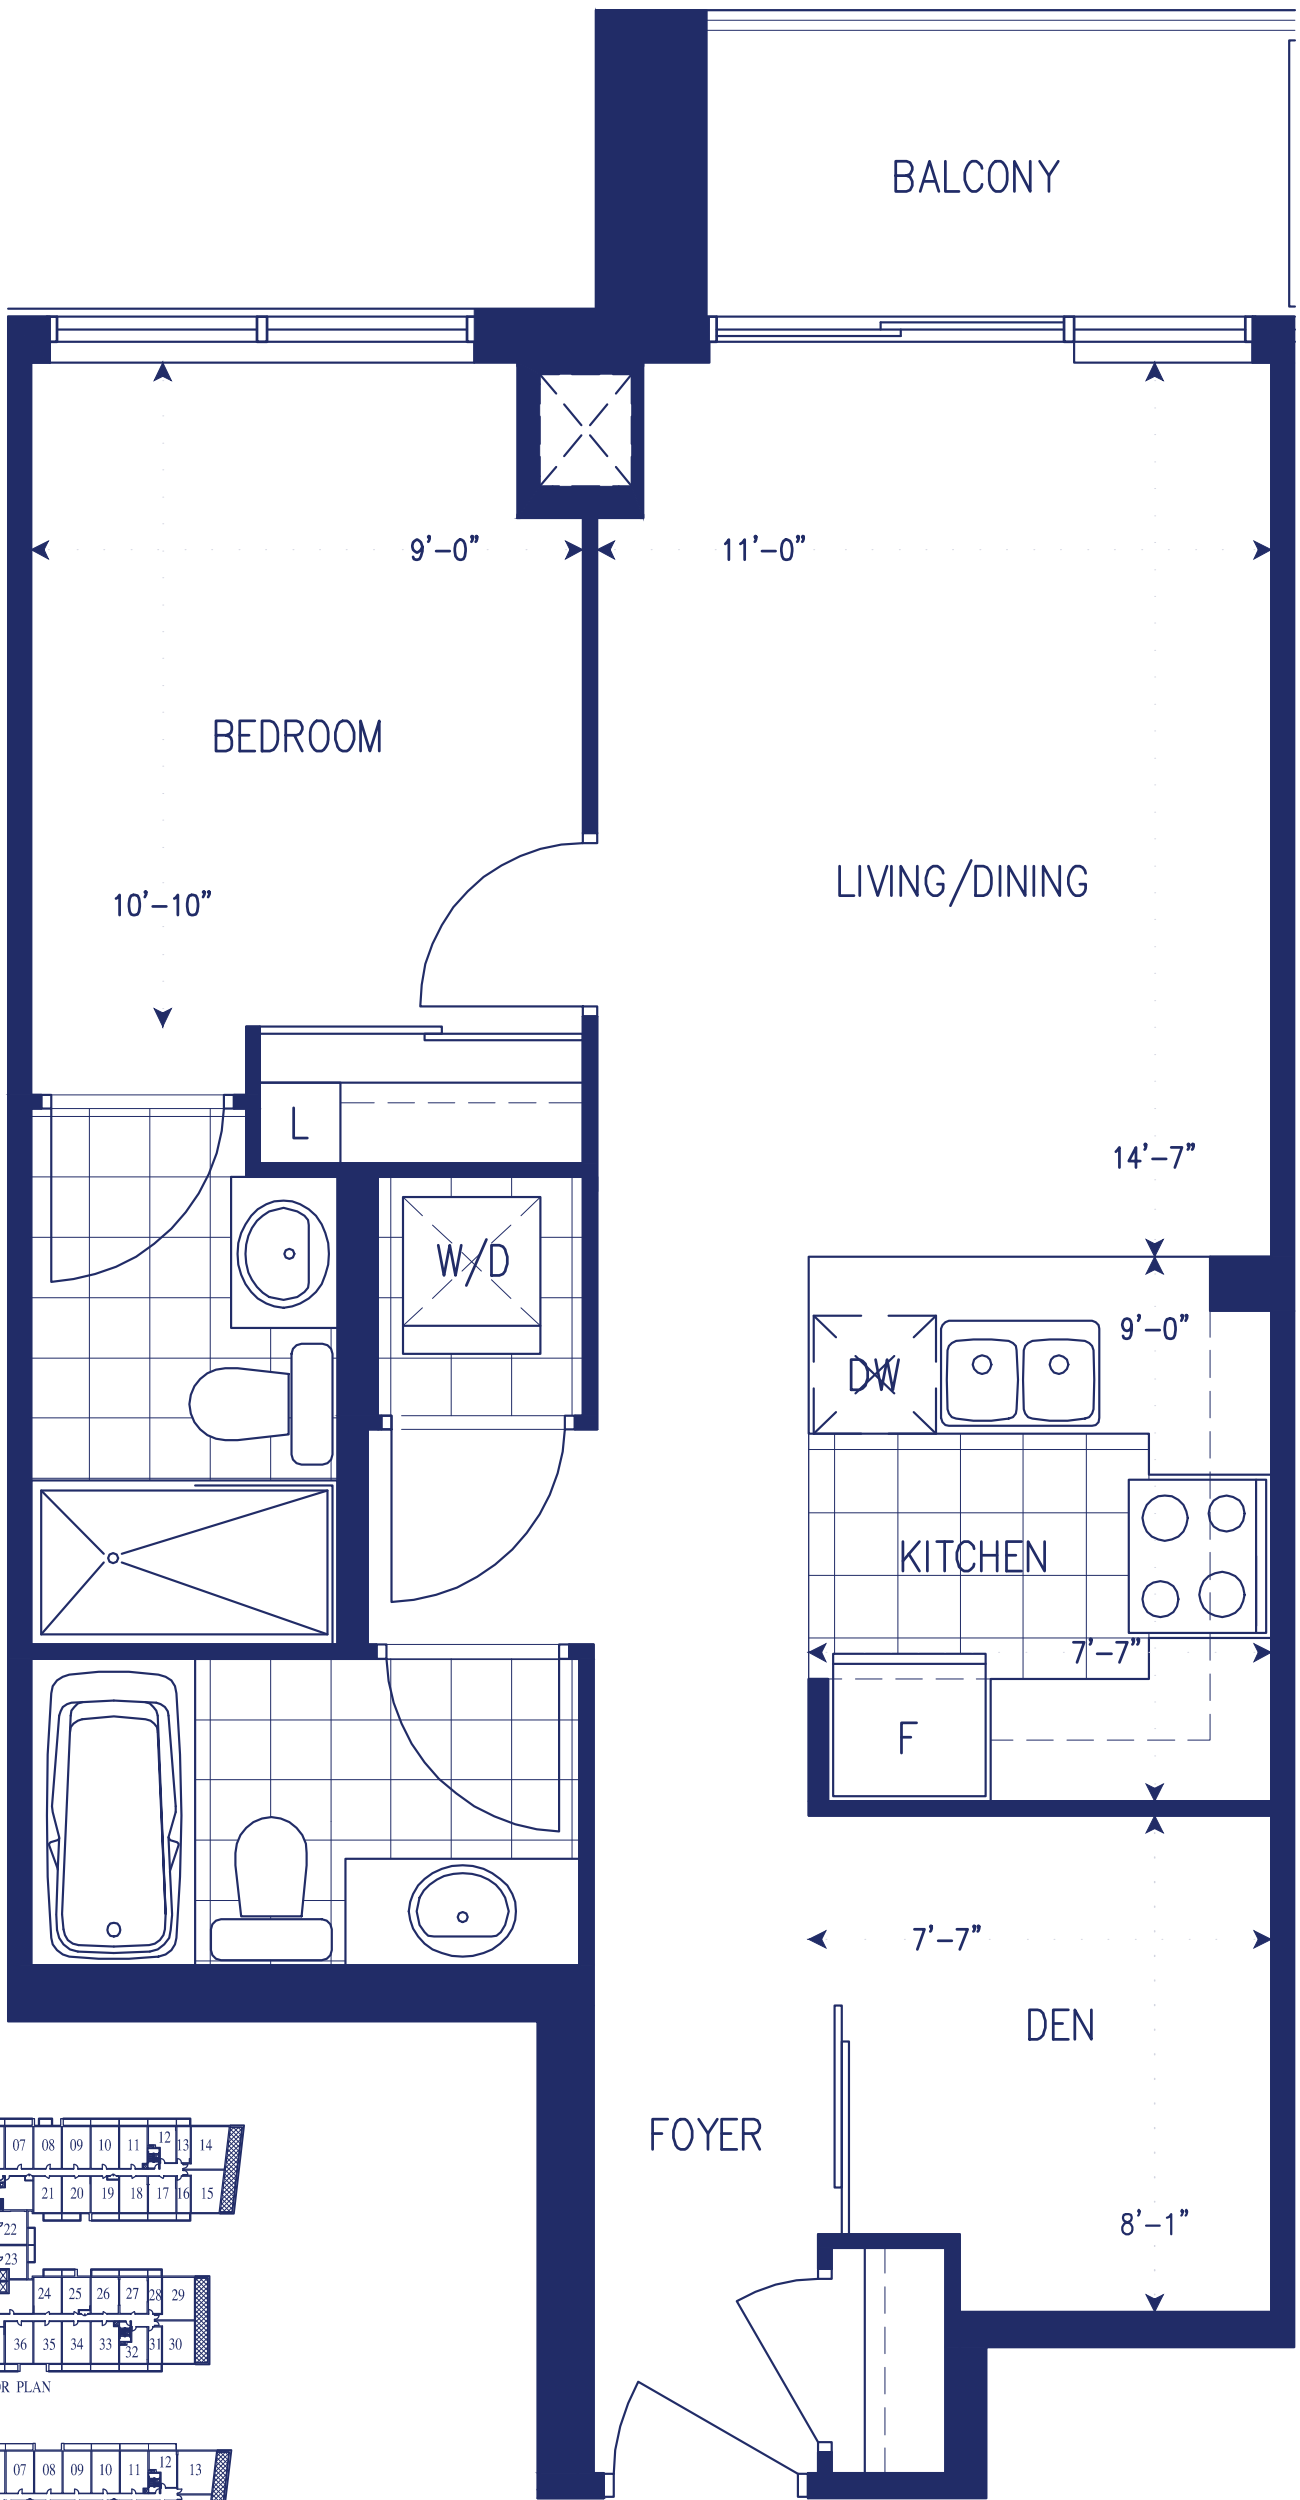 BALCONY
9'-0" 11'-0"
BEDROOM
LIVING/DINING
10'-10"
L
14'-7"
W/D
9'-0"
DW
KITCHEN
7'-7"
F
7'-7"
DEN
FOYER
07 08 09 10 11 12 13 14
21 20 19 18 17 16 15
8'-1"
22
23
24 25 26 27 28 29
36 35 34 33 32 31 30
PLAN
07 08 09 10 11 12 13